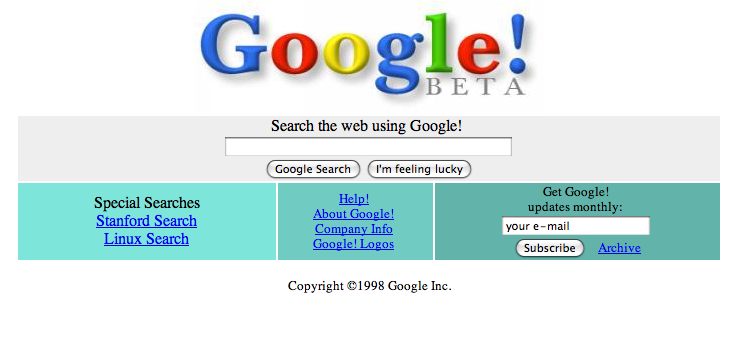 Google!
BETA
Search the web using Google!
Google Search I'm feeling lucky
Special Searches
Stanford Search
Linux Search
Help!
About Google!
Company Info
Google! Logos
Get Google!
updates monthly:
your e-mail
Subscribe Archive
Copyright ©1998 Google Inc.